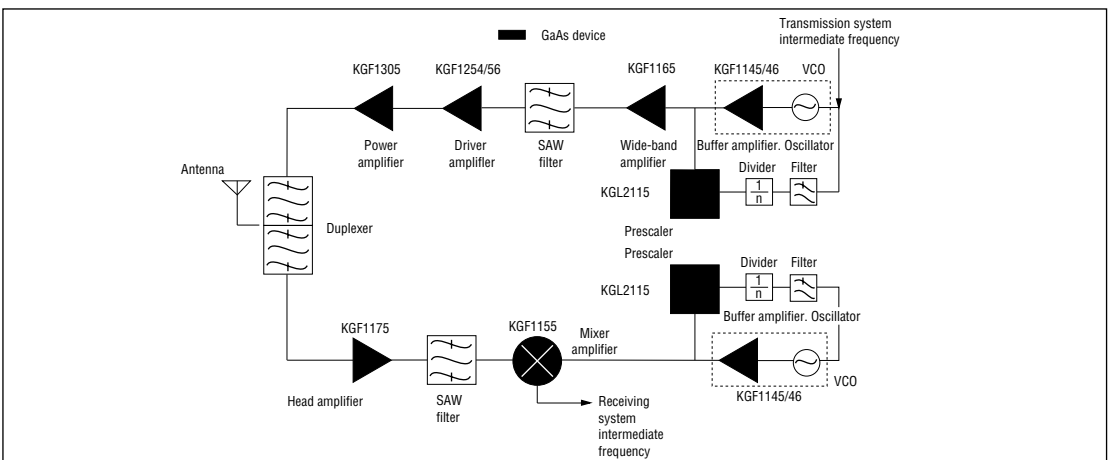 GaAs device
Transmission system
intermediate frequency
KGF1305
KGF1254/56
KGF1165
KGF1145/46
VCO
Power
amplifier
Driver
amplifler
SAW
filter
Wide-band
amplifier
Buffer amplifier. Oscillator
Antenna
Duplexer
KGL2115
Divider
Filter
1
n
Prescaler
Prescaler
KGL2115
Divider
Filter
1
n
Buffer amplifier. Oscillator
KGF1175
KGF1155
Mixer
amplifier
VCO
KGF1145/46
Head amplifier
SAW
filter
Receiving
system
intermediate
frequency